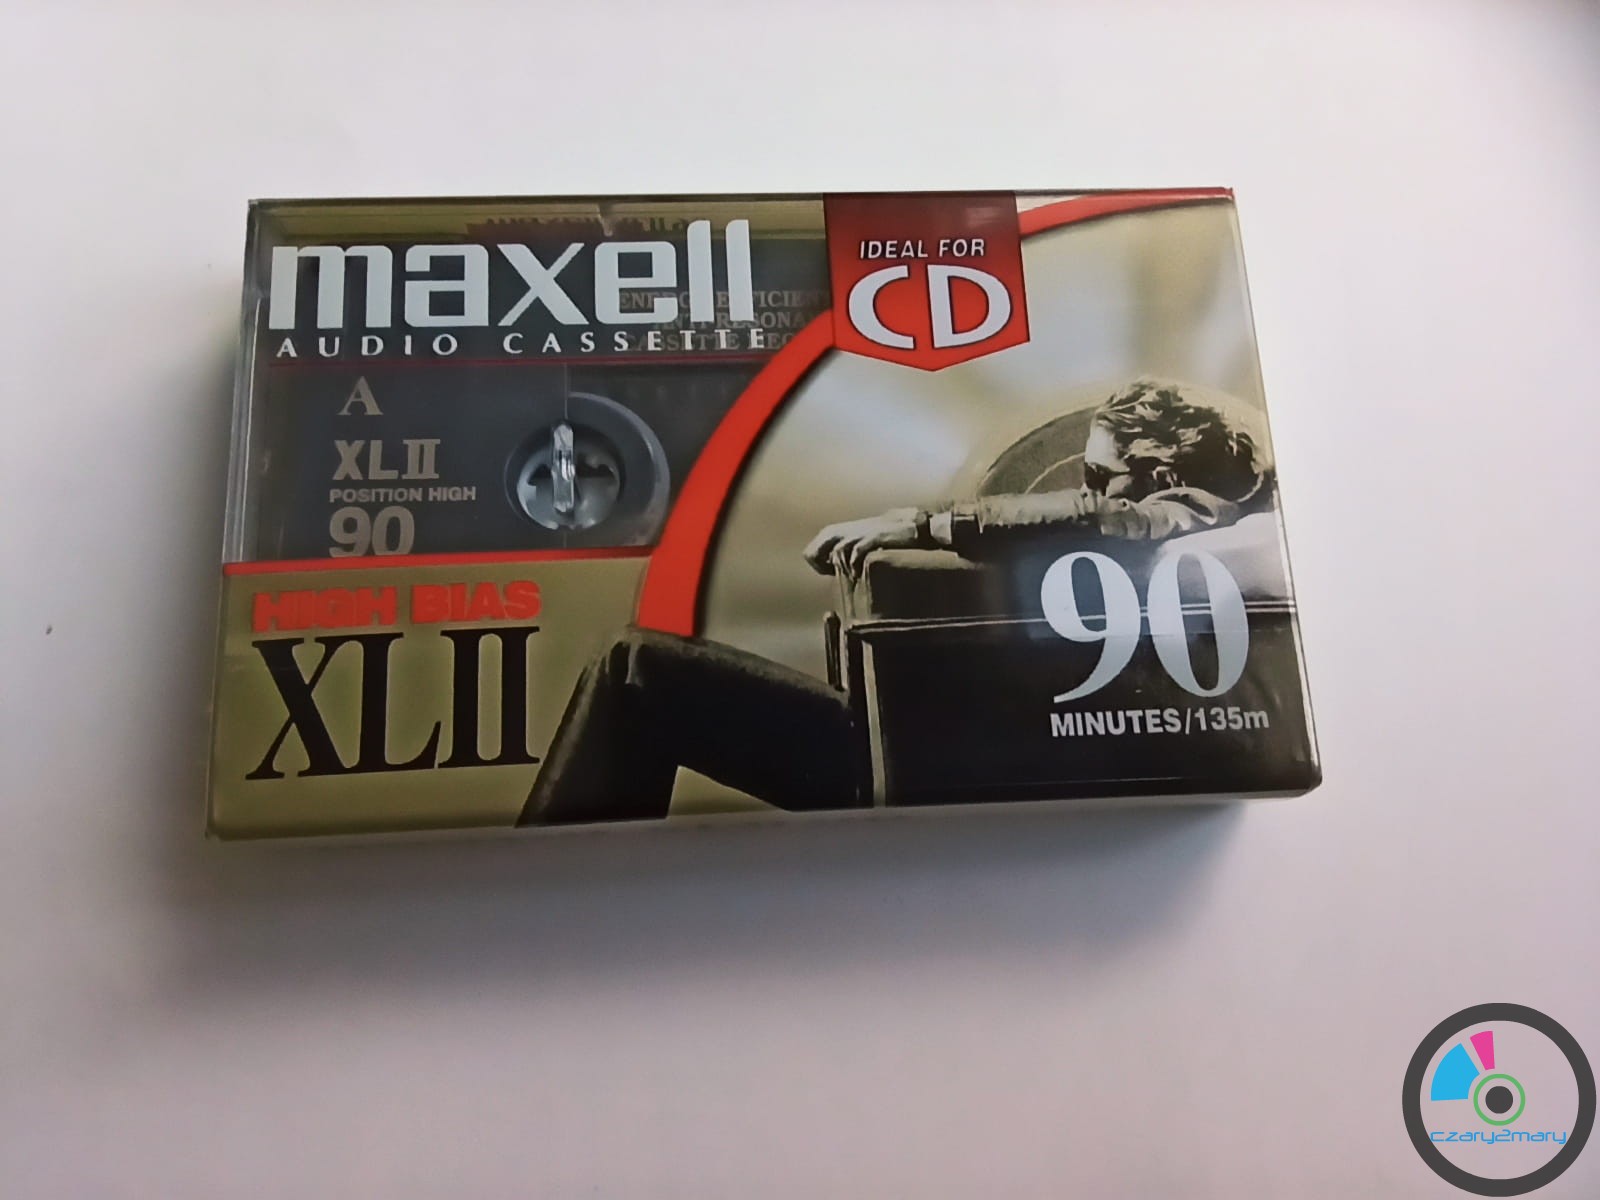 maxell
AUDIO CASSETTE
IDEAL FOR
CD
A
XLII
POSITION HIGH
90
HIGH BIAS
XLII
90
MINUTES/135m
czary2mary